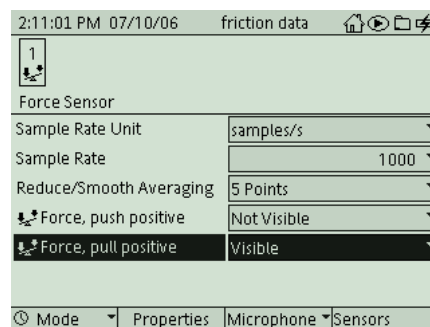 2:11:01 PM 07/10/06 friction data
1
Force Sensor
Sample Rate Unit samples/s
Sample Rate 1000
Reduce/Smooth Averaging 5 Points
Force, push positive Not Visible
Force, pull positive Visible
Mode Properties Microphone Sensors